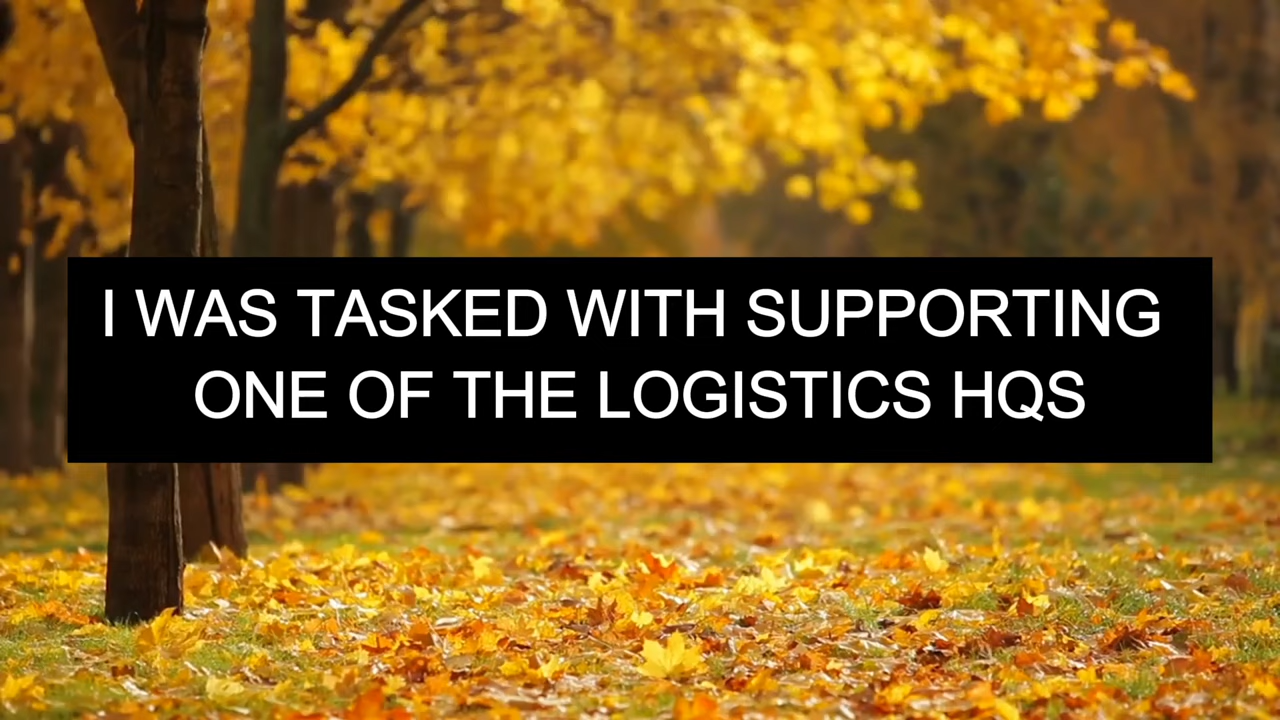 I WAS TASKED WITH SUPPORTING
ONE OF THE LOGISTICS HQS